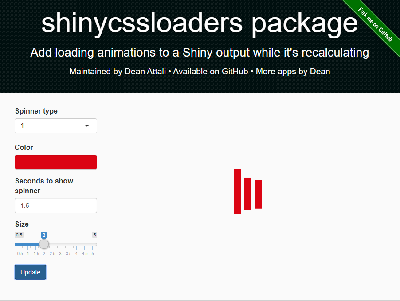 shinycssloaders package
Add loading animations to a Shiny output while it's recalculating
Maintained by Dean Attali • Available on GitHub • More apps by Dean
Fork me on GitHub
Spinner type
1
Color
Seconds to show
spinner
1.5
Size
0.5
5
Update